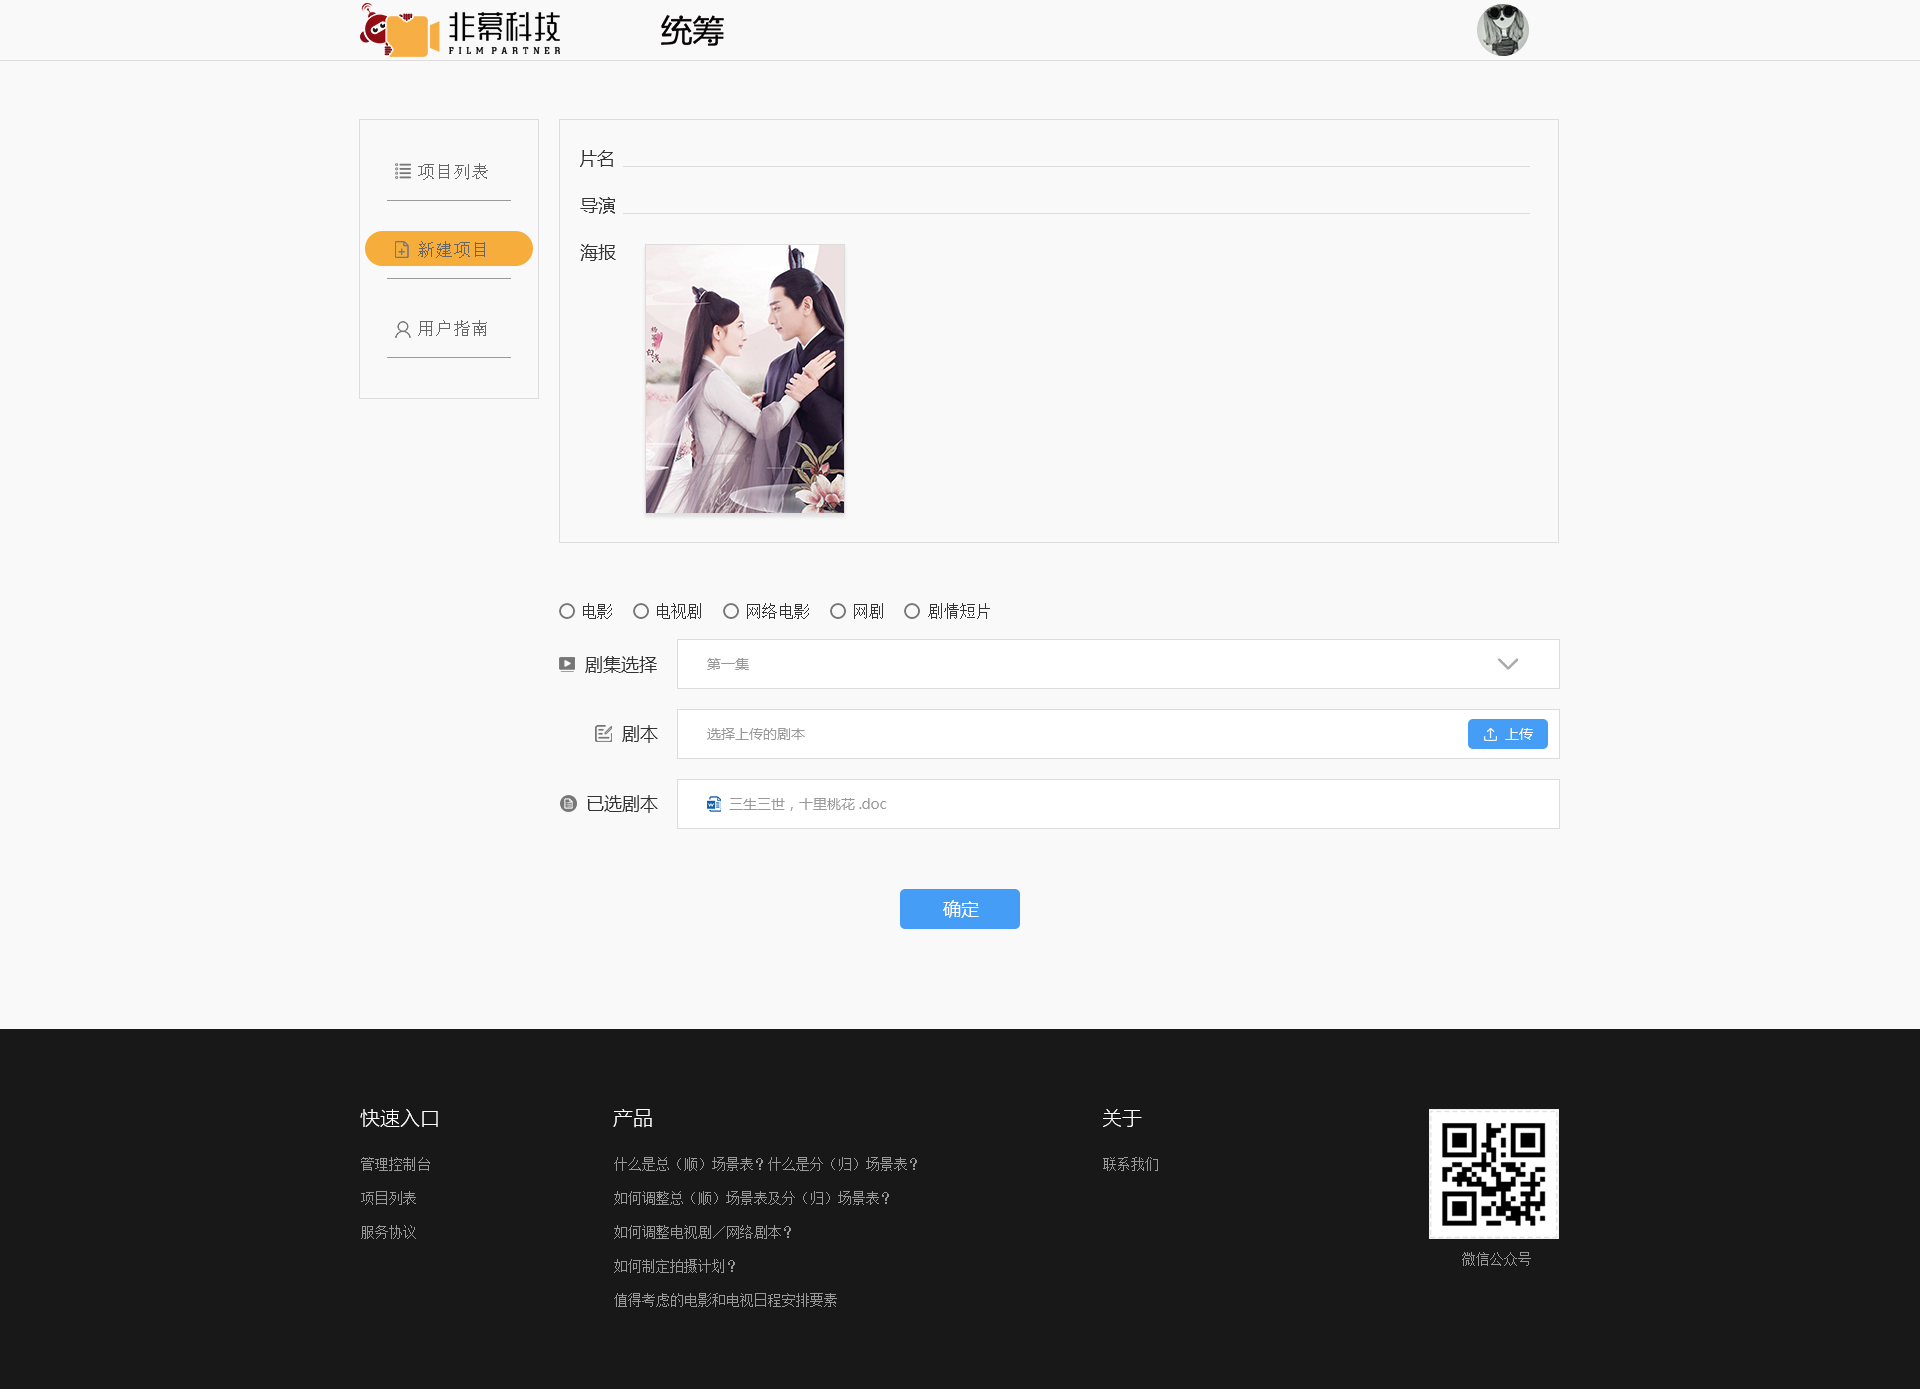 非幕科技
FILM PARTNER
统筹
项目列表
新建项目
用户指南
片名
导演
海报
白浅
电影 电视剧 网络电影 网剧 剧情短片
剧集选择 第一集
剧本 选择上传的剧本 上传
已选剧本 三生三世，十里桃花 .doc
确定
快速入口
管理控制台
项目列表
服务协议
产品
什么是总（顺）场景表？什么是分（归）场景表？
如何调整总（顺）场景表及分（归）场景表？
如何调整电视剧／网络剧本？
如何制定拍摄计划？
值得考虑的电影和电视日程安排要素
关于
联系我们
微信公众号